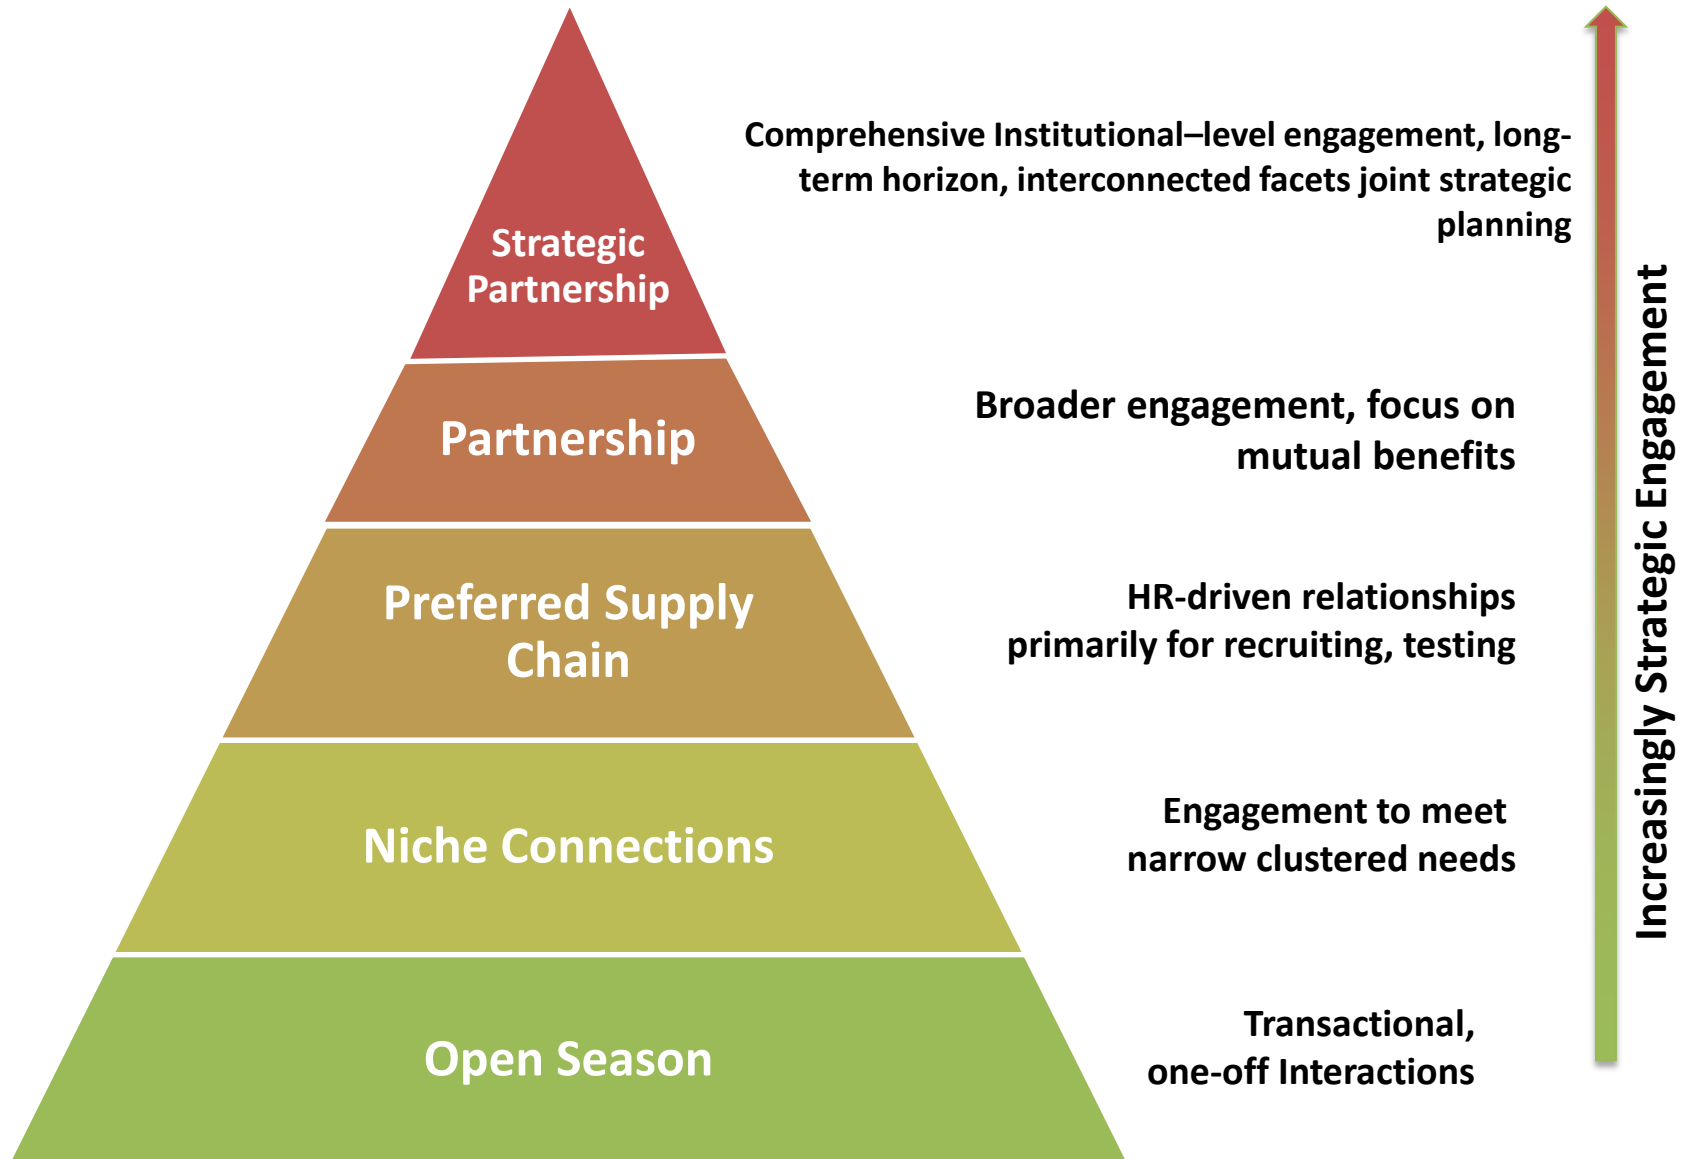 Strategic
Partnership
Comprehensive Institutional–level engagement, long-
term horizon, interconnected facets joint strategic
planning
Partnership
Broader engagement, focus on
mutual benefits
Preferred Supply
Chain
HR-driven relationships
primarily for recruiting, testing
Niche Connections
Engagement to meet
narrow clustered needs
Open Season
Transactional,
one-off Interactions
Increasingly Strategic Engagement